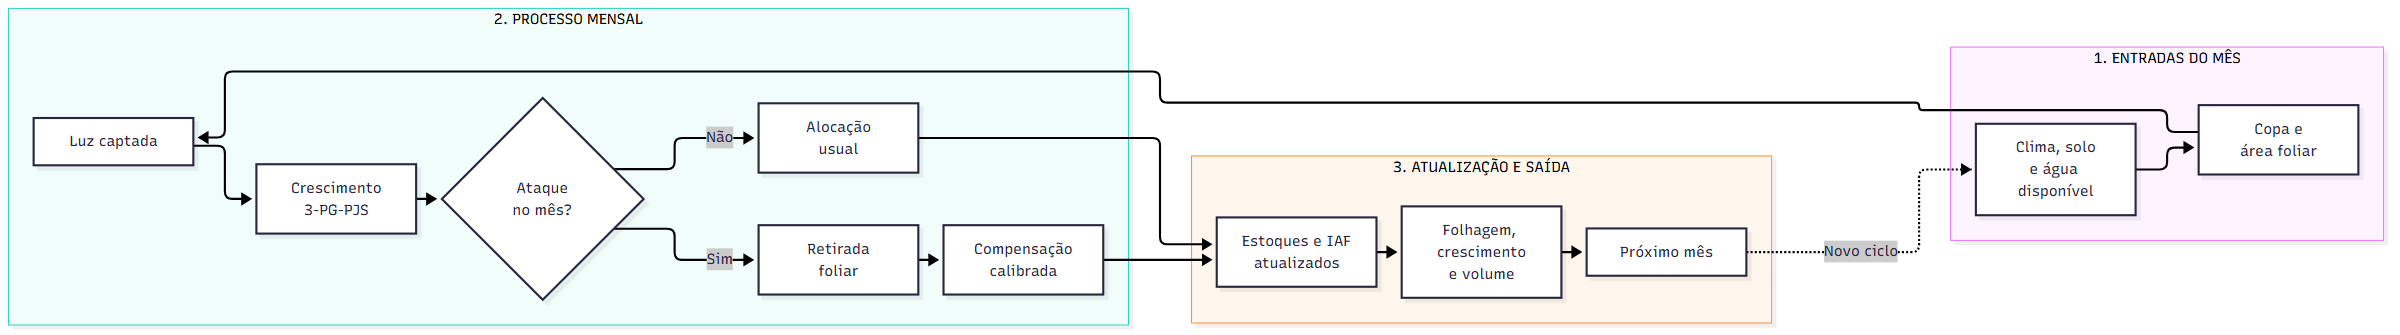 2. PROCESSO MENSAL
Luz captada
Crescimento
3-PG-PJS
Ataque
no mês?
Não
Alocação
usual
Sim
Retirada
foliar
Compensação
calibrada
3. ATUALIZAÇÃO E SAÍDA
Estoques e IAF
atualizados
Folhagem,
crescimento
e volume
Próximo mês
Novo ciclo
1. ENTRADAS DO MÊS
Clima, solo
e água
disponível
Copa e
área foliar